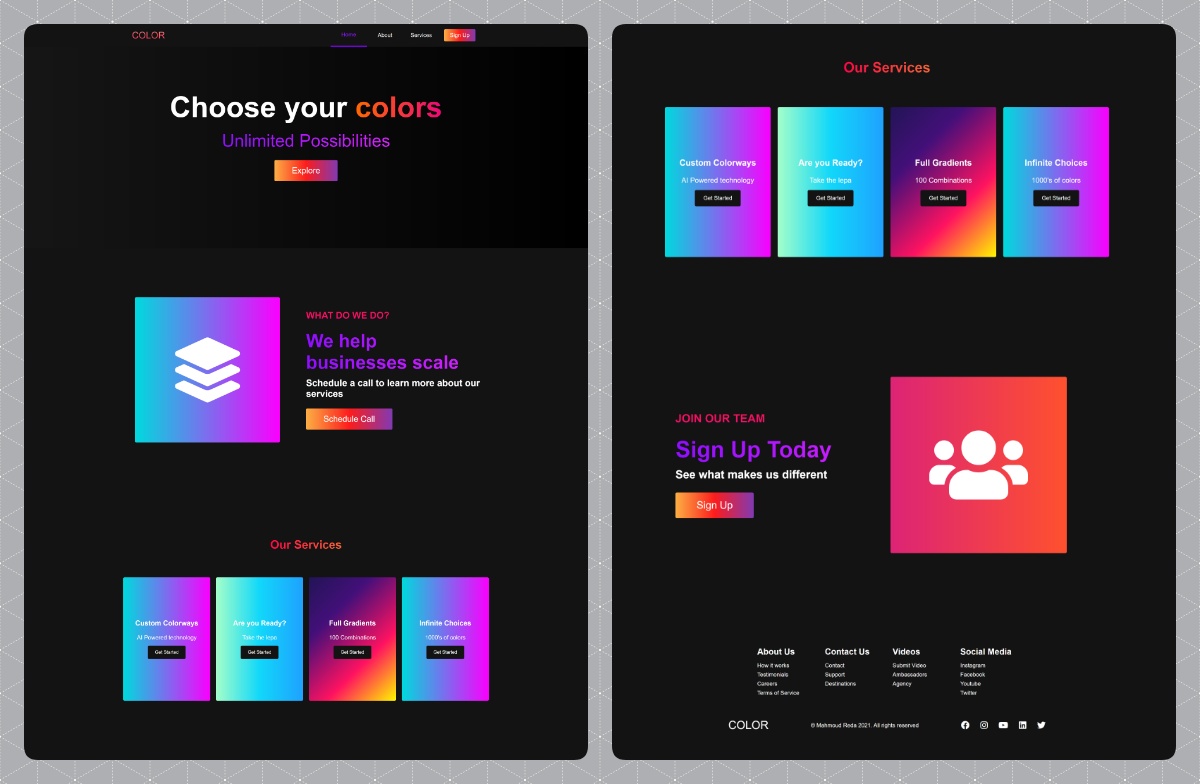 COLOR
Home About Services Sign Up
Choose your colors
Unlimited Possibilities
Explore
WHAT DO WE DO?
We help
businesses scale
Schedule a call to learn more about our
services
Schedule Call
Our Services
Custom Colorways
AI Powered technology
Get Started
Are you Ready?
Take the lepa
Get Started
Full Gradients
100 Combinations
Get Started
Infinite Choices
1000's of colors
Get Started
Our Services
Custom Colorways
AI Powered technology
Get Started
Are you Ready?
Take the lepa
Get Started
Full Gradients
100 Combinations
Get Started
Infinite Choices
1000's of colors
Get Started
JOIN OUR TEAM
Sign Up Today
See what makes us different
Sign Up
About Us
How it works
Testimonials
Careers
Terms of Service
Contact Us
Contact
Support
Destinations
Videos
Submit Video
Ambassadors
Agency
Social Media
Instagram
Facebook
Youtube
Twitter
COLOR
© Mahmoud Reda 2021. All rights reserved